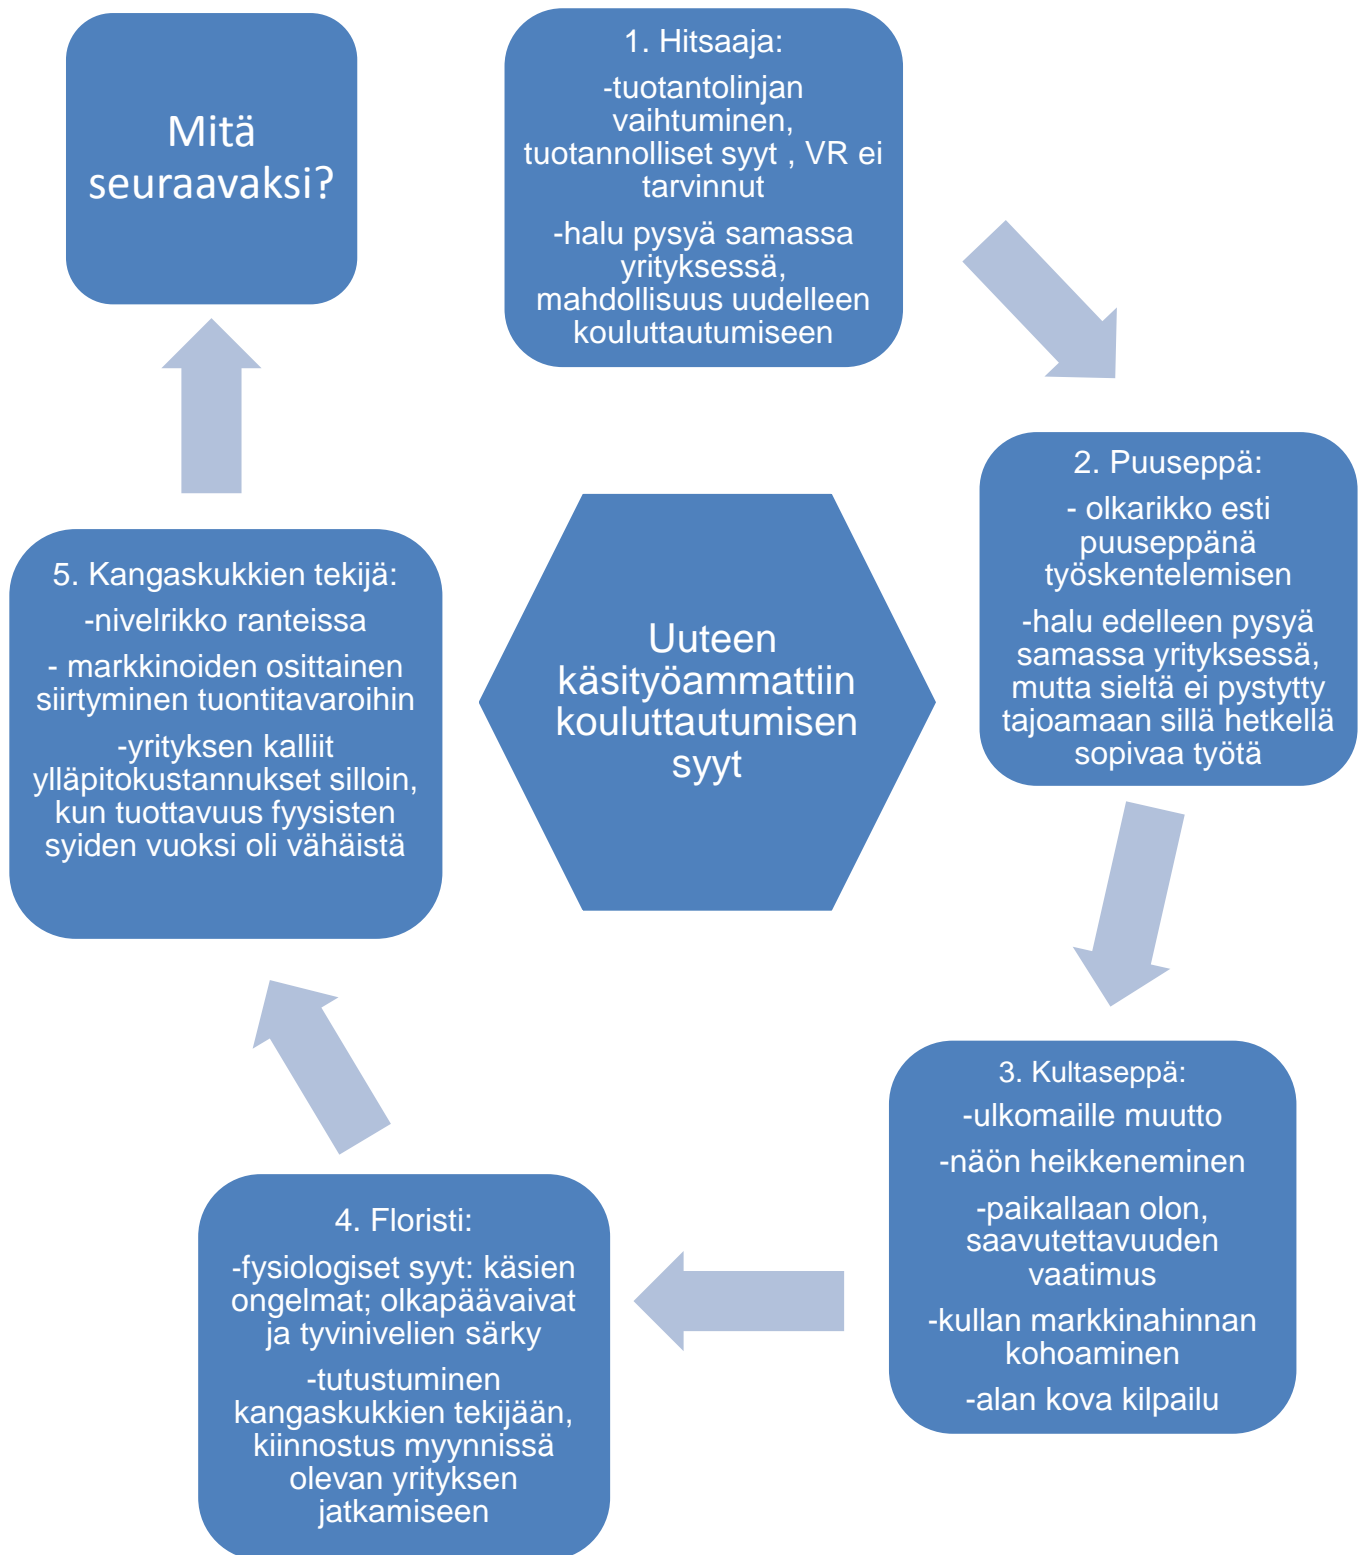 Mitä
seuraavaksi?
1. Hitsaaja:
-tuotantolinjan
vaihtuminen,
tuotannolliset syyt , VR ei
tarvinnut
-halu pysyä samassa
yrityksessä,
mahdollisuus uudelleen
kouluttautumiseen
2. Puuseppä:
- olkarikko esti
puuseppänä
työskentelemisen
-halu edelleen pysyä
samassa yrityksessä,
mutta sieltä ei pystytty
tajoamaan sillä hetkellä
sopivaa työtä
3. Kultaseppä:
-ulkomaille muutto
-näön heikkeneminen
-paikallaan olon,
saavutettavuuden
vaatimus
-kullan markkinahinnan
kohoaminen
-alan kova kilpailu
4. Floristi:
-fysiologiset syyt: käsien
ongelmat; olkapäävaivat
ja tyvinivelien särky
-tutustuminen
kangaskukkien tekijään,
kiinnostus myynnissä
olevan yrityksen
jatkamiseen
5. Kangaskukkien tekijä:
-nivelrikko ranteissa
- markkinoiden osittainen
siirtyminen tuontitavaroihin
-yrityksen kalliit
ylläpitokustannukset silloin,
kun tuottavuus fyysisten
syiden vuoksi oli vähäistä
Uuteen
käsityöammattiin
kouluttautumisen
syyt